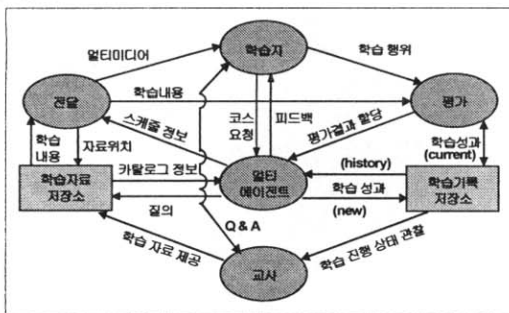 멀티미디어
학습자
학습 행위
전달
학습내용
평가
스케줄 정보
코스
요청
피드백
평가결과 할당
학습
내용
자료위치
카탈로그 정보
멀티
에이전트
(history)
학습성과
(current)
학습자료
저장소
질의
학습 성과
(new)
학습기록
저장소
Q & A
학습 자료 제공
교사
학습 진행 상태 관찰